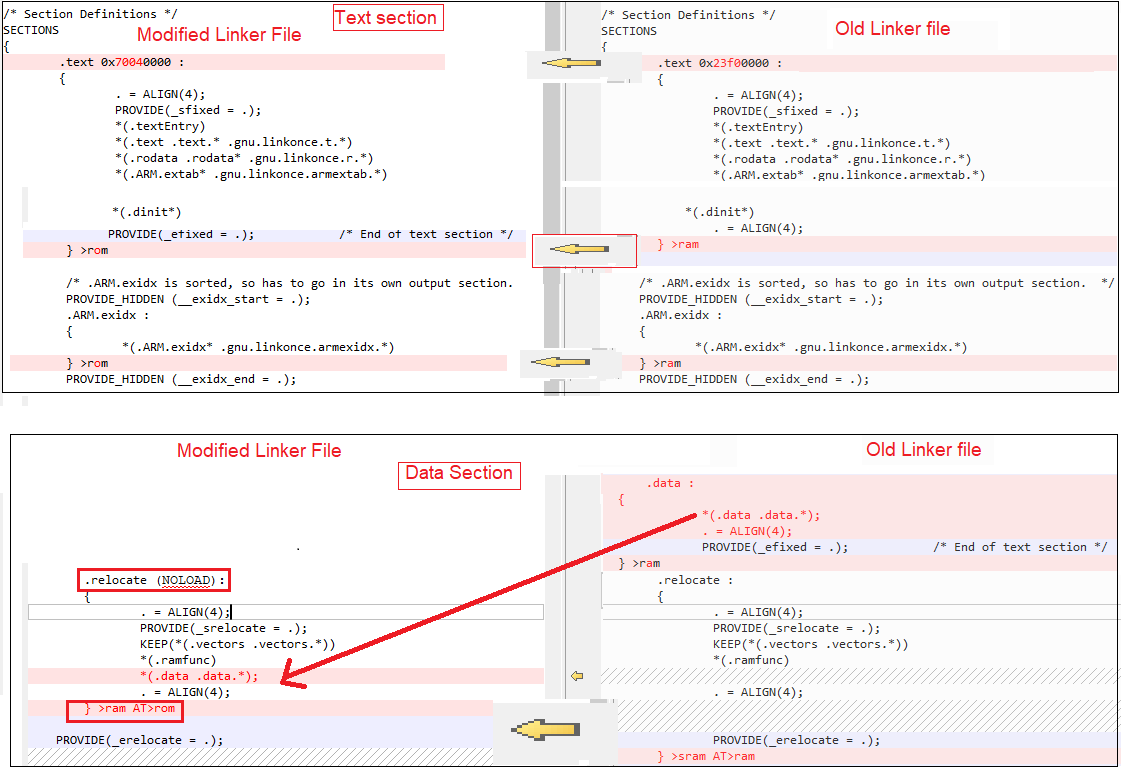 Text section
Modified Linker File
/* Section Definitions */
SECTIONS
{
.text 0x70040000 :
{
. = ALIGN(4);
PROVIDE(_sfixed = .);
*(.textEntry)
*(.text .text.* .gnu.linkonce.t.*)
*(.rodata .rodata* .gnu.linkonce.r.*)
*(.ARM.extab* .gnu.linkonce.armextab.*)
*(.dinit*)
PROVIDE(_efixed = .); /* End of text section */
} >rom
/* .ARM.exidx is sorted, so has to go in its own output section.
PROVIDE_HIDDEN (__exidx_start = .);
.ARM.exidx :
{
*(.ARM.exidx* .gnu.linkonce.armexidx.*)
} >rom
PROVIDE_HIDDEN (__exidx_end = .);
Old Linker file
/* Section Definitions */
SECTIONS
{
.text 0x23f00000 :
{
. = ALIGN(4);
PROVIDE(_sfixed = .);
*(.textEntry)
*(.text .text.* .gnu.linkonce.t.*)
*(.rodata .rodata* .gnu.linkonce.r.*)
*(.ARM.extab* .gnu.linkonce.armextab.*)
*(.dinit*)
. = ALIGN(4);
} >ram
/* .ARM.exidx is sorted, so has to go in its own output section. */
PROVIDE_HIDDEN (__exidx_start = .);
.ARM.exidx :
{
*(.ARM.exidx* .gnu.linkonce.armexidx.*)
} >ram
PROVIDE_HIDDEN (__exidx_end = .);
Modified Linker File
Data Section
.
.relocate (NOLOAD):
{
. = ALIGN(4);
PROVIDE(_srelocate = .);
KEEP(*(.vectors .vectors.*))
*(.ramfunc)
*(.data .data.*);
. = ALIGN(4);
} >ram AT>rom
PROVIDE(_erelocate = .);
Old Linker file
.data :
{
*(.data .data.*);
. = ALIGN(4);
PROVIDE(_efixed = .); /* End of text section */
} >ram
.relocate :
{
. = ALIGN(4);
PROVIDE(_srelocate = .);
KEEP(*(.vectors .vectors.*))
*(.ramfunc)
. = ALIGN(4);
PROVIDE(_erelocate = .);
} >sram AT>ram